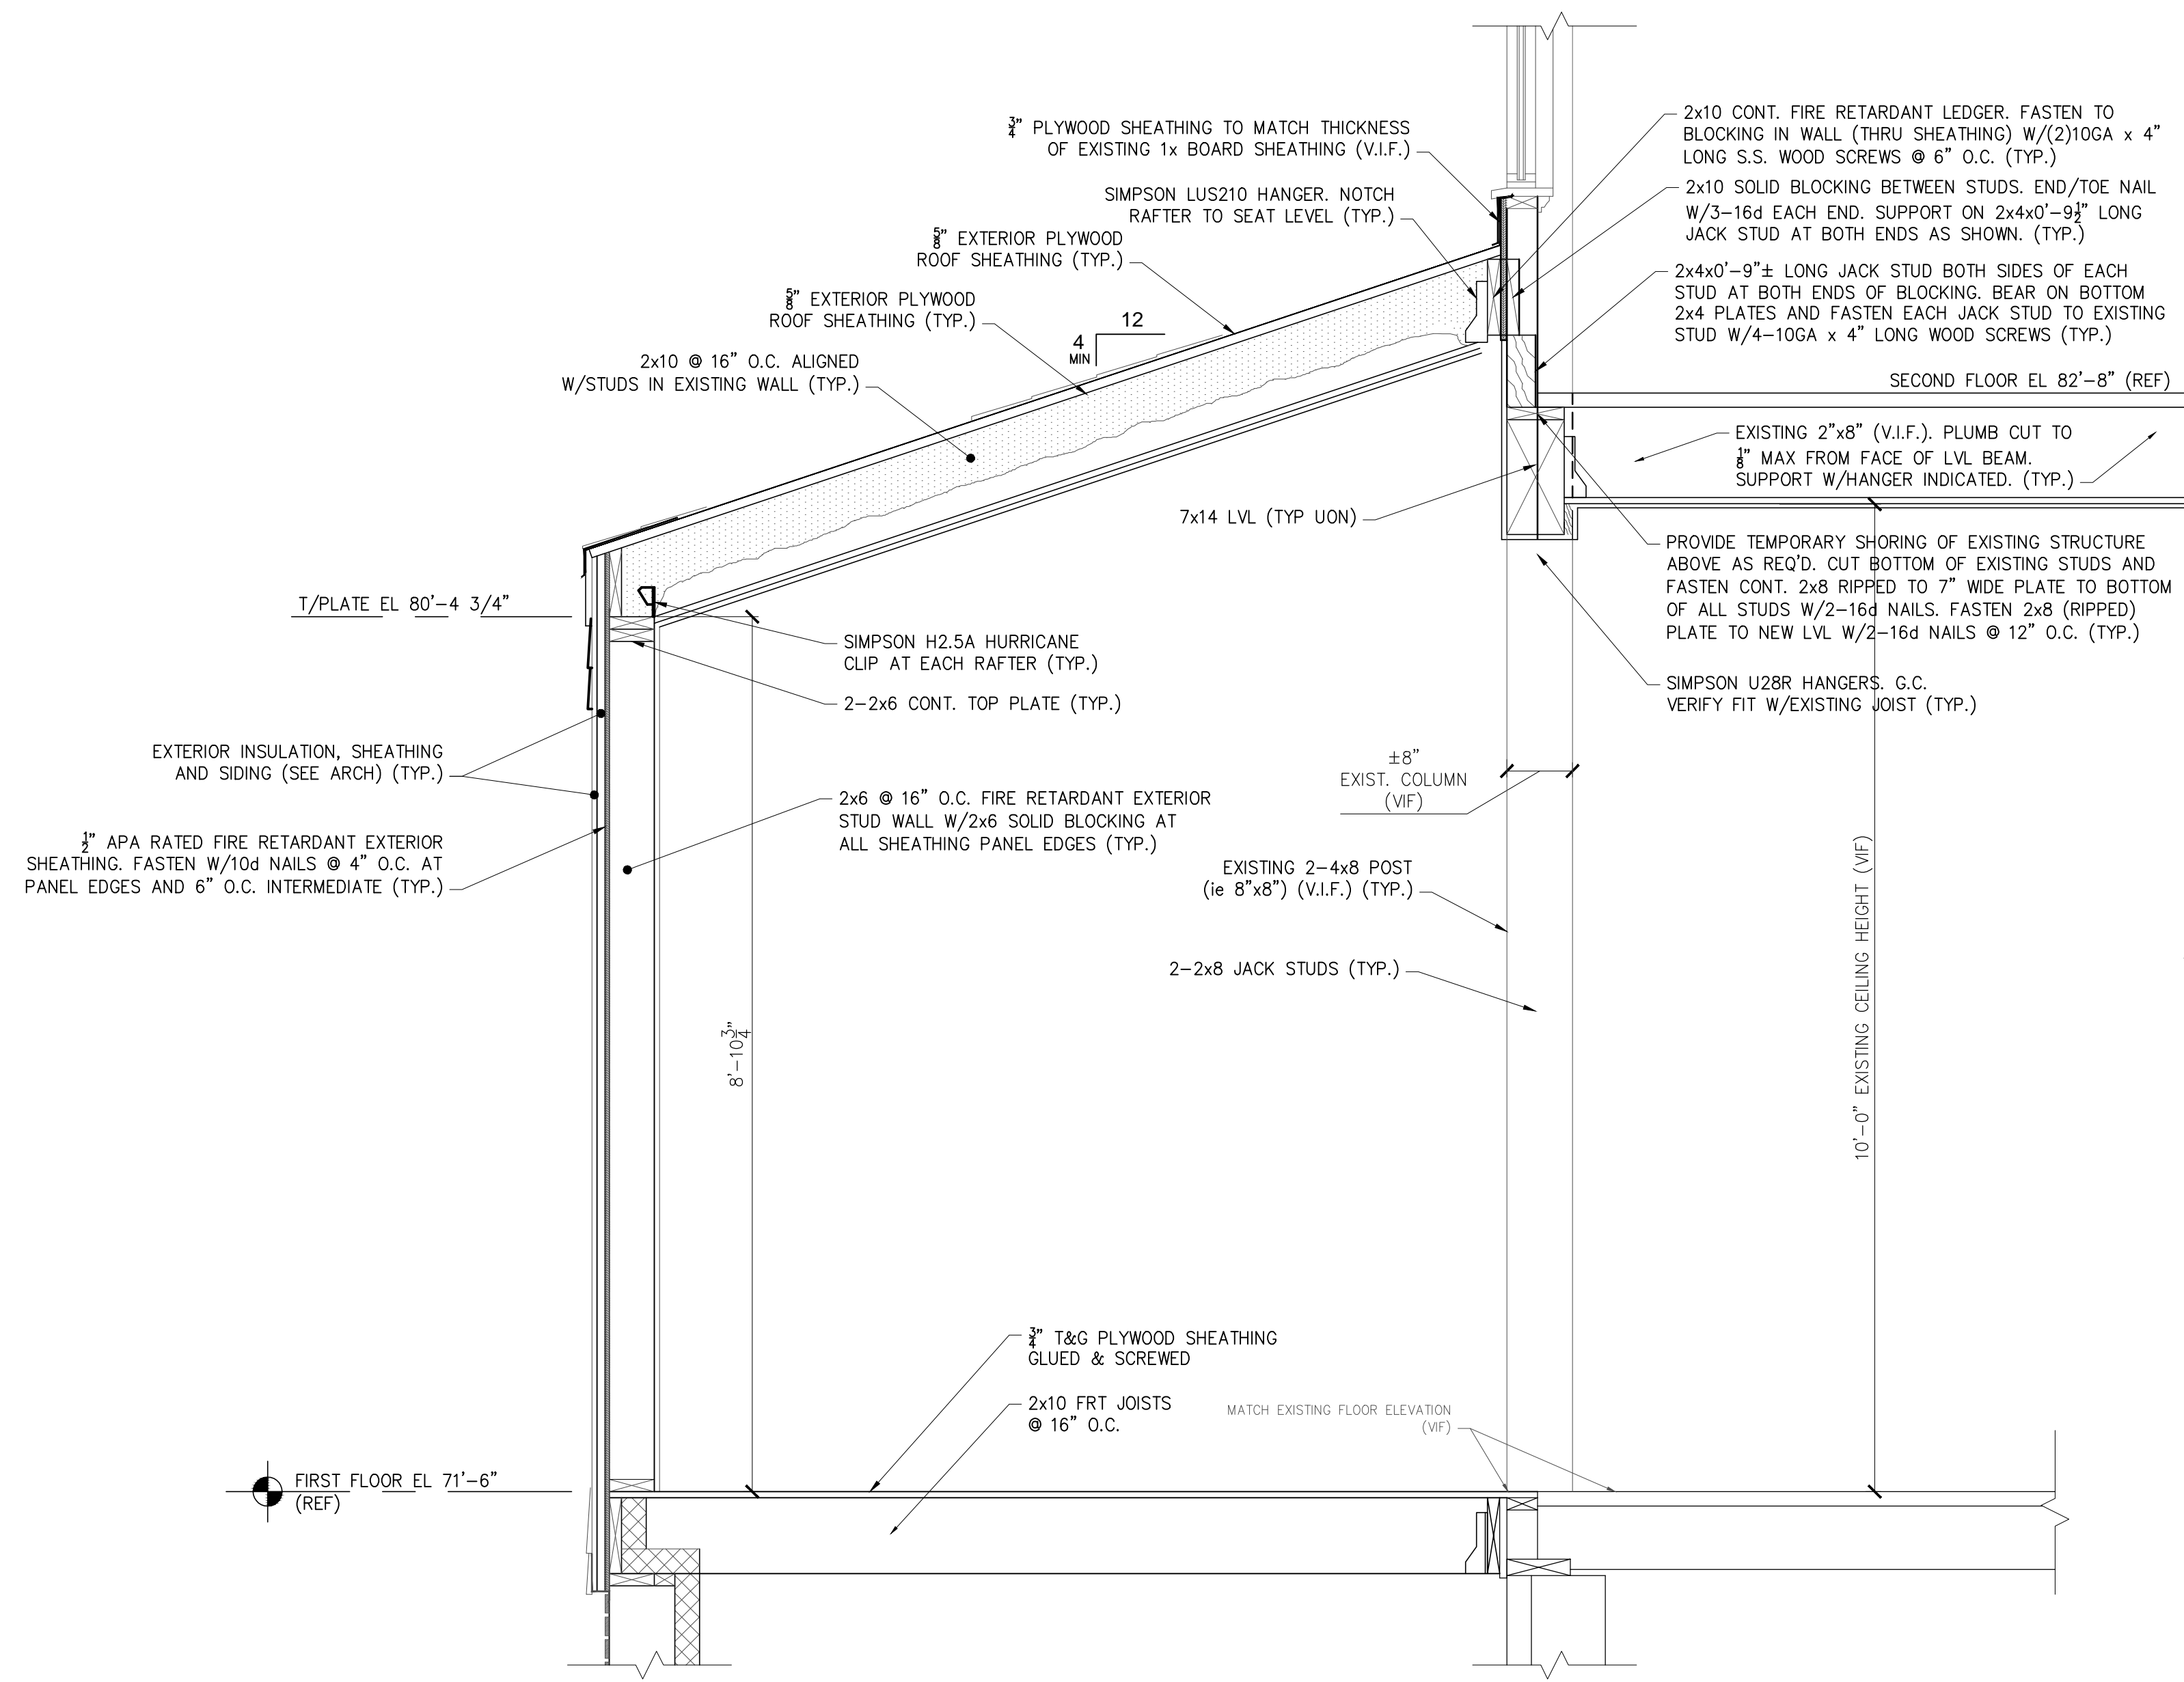 ¾" PLYWOOD SHEATHING TO MATCH THICKNESS
OF EXISTING 1x BOARD SHEATHING (V.I.F.)
SIMPSON LUS210 HANGER. NOTCH
RAFTER TO SEAT LEVEL (TYP.)
⅝" EXTERIOR PLYWOOD
ROOF SHEATHING (TYP.)
⅝" EXTERIOR PLYWOOD
ROOF SHEATHING (TYP.)
2x10 @ 16" O.C. ALIGNED
W/STUDS IN EXISTING WALL (TYP.)
12
4
MIN
2x10 CONT. FIRE RETARDANT LEDGER. FASTEN TO
BLOCKING IN WALL (THRU SHEATHING) W/(2)10GA x 4"
LONG S.S. WOOD SCREWS @ 6" O.C. (TYP.)
2x10 SOLID BLOCKING BETWEEN STUDS. END/TOE NAIL
W/3-16d EACH END. SUPPORT ON 2x4x0'-9½" LONG
JACK STUD AT BOTH ENDS AS SHOWN. (TYP.)
2x4x0'-9"± LONG JACK STUD BOTH SIDES OF EACH
STUD AT BOTH ENDS OF BLOCKING. BEAR ON BOTTOM
2x4 PLATES AND FASTEN EACH JACK STUD TO EXISTING
STUD W/4-10GA x 4" LONG WOOD SCREWS (TYP.)
SECOND FLOOR EL 82'-8" (REF)
EXISTING 2"x8" (V.I.F.). PLUMB CUT TO
⅛" MAX FROM FACE OF LVL BEAM.
SUPPORT W/HANGER INDICATED. (TYP.)
7x14 LVL (TYP UON)
PROVIDE TEMPORARY SHORING OF EXISTING STRUCTURE
ABOVE AS REQ'D. CUT BOTTOM OF EXISTING STUDS AND
FASTEN CONT. 2x8 RIPPED TO 7" WIDE PLATE TO BOTTOM
OF ALL STUDS W/2-16d NAILS. FASTEN 2x8 (RIPPED)
PLATE TO NEW LVL W/2-16d NAILS @ 12" O.C. (TYP.)
SIMPSON U28R HANGERS. G.C.
VERIFY FIT W/EXISTING JOIST (TYP.)
T/PLATE EL 80'-4 3/4"
SIMPSON H2.5A HURRICANE
CLIP AT EACH RAFTER (TYP.)
2-2x6 CONT. TOP PLATE (TYP.)
EXTERIOR INSULATION, SHEATHING
AND SIDING (SEE ARCH) (TYP.)
½" APA RATED FIRE RETARDANT EXTERIOR
SHEATHING. FASTEN W/10d NAILS @ 4" O.C. AT
PANEL EDGES AND 6" O.C. INTERMEDIATE (TYP.)
2x6 @ 16" O.C. FIRE RETARDANT EXTERIOR
STUD WALL W/2x6 SOLID BLOCKING AT
ALL SHEATHING PANEL EDGES (TYP.)
±8"
EXIST. COLUMN
(VIF)
EXISTING 2-4x8 POST
(ie 8"x8") (V.I.F.) (TYP.)
2-2x8 JACK STUDS (TYP.)
8'-10¾"
10'-0" EXISTING CEILING HEIGHT (VIF)
¾" T&G PLYWOOD SHEATHING
GLUED & SCREWED
2x10 FRT JOISTS
@ 16" O.C.
MATCH EXISTING FLOOR ELEVATION
(VIF)
FIRST FLOOR EL 71'-6"
(REF)